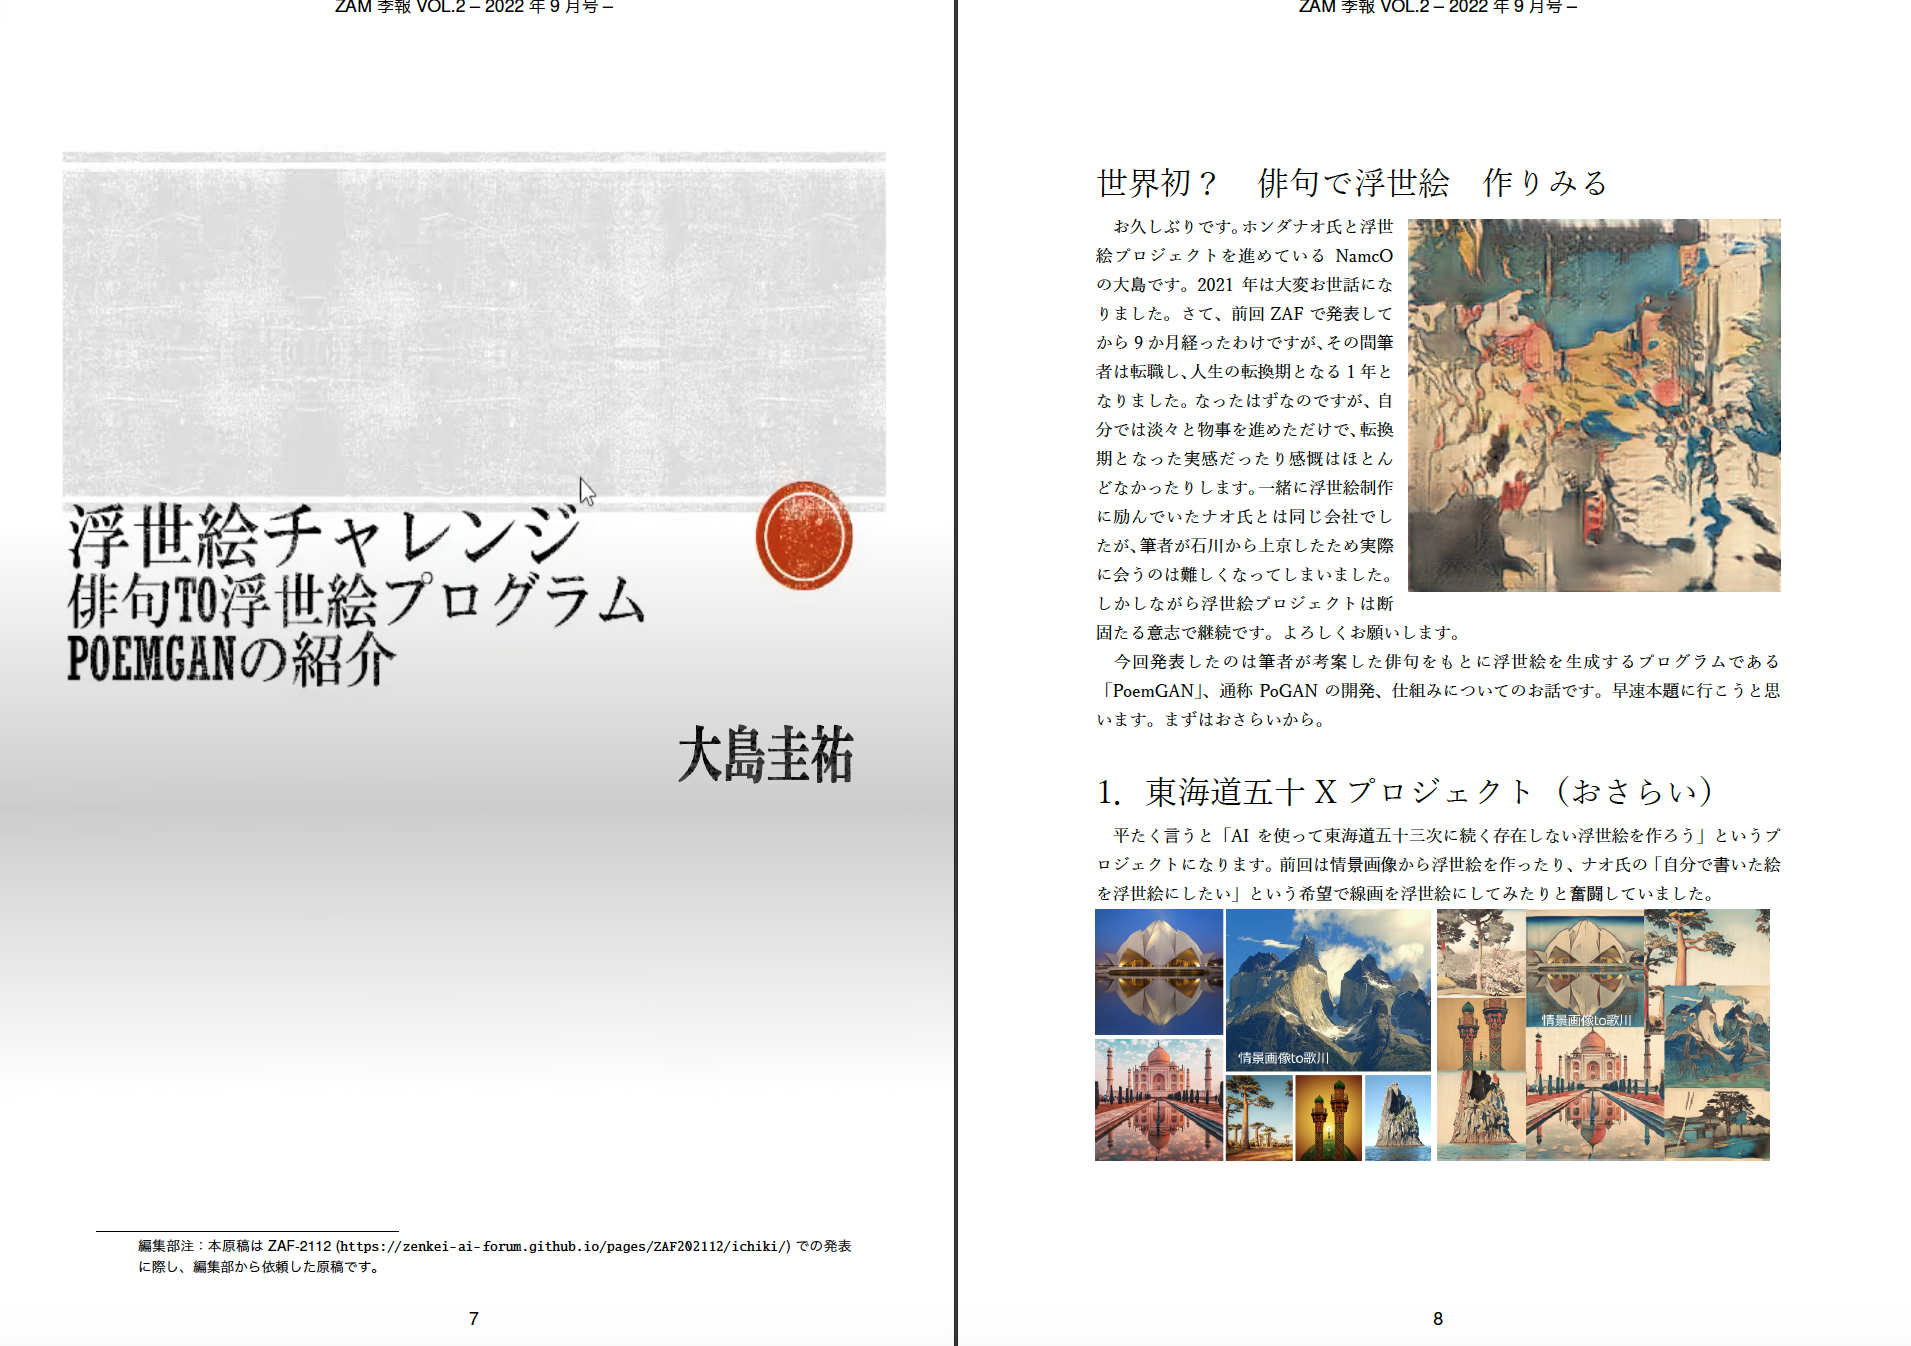 ZAM 季報 VOL.2 – 2022 年 9 月号 –
浮世絵チャレンジ
俳句TO浮世絵プログラム
POEMGANの紹介
大島圭祐
編集部注：本原稿は ZAF-2112 (https://zenkei-ai-forum.github.io/pages/ZAF202112/ichiki/) での発表
に際し、編集部から依頼した原稿です。
7
ZAM 季報 VOL.2 – 2022 年 9 月号 –
世界初？　俳句で浮世絵　作りみる
お久しぶりです。ホンダナオ氏と浮世
絵プロジェクトを進めている NamcO
の大島です。2021 年は大変お世話にな
りました。さて、前回 ZAF で発表して
から 9 か月経ったわけですが、その間筆
者は転職し、人生の転換期となる 1 年と
なりました。なったはずなのですが、自
分では淡々と物事を進めただけで、転換
期となった実感だったり感慨はほとん
どなかったりします。一緒に浮世絵制作
に励んでいたナオ氏とは同じ会社でし
たが、筆者が石川から上京したため実際
に会うのは難しくなってしまいました。
しかしながら浮世絵プロジェクトは断
固たる意志で継続です。よろしくお願いします。
今回発表したのは筆者が考案した俳句をもとに浮世絵を生成するプログラムである
「PoemGAN」、通称 PoGAN の開発、仕組みについてのお話です。早速本題に行こうと思
います。まずはおさらいから。
1. 東海道五十 X プロジェクト（おさらい）
平たく言うと「AI を使って東海道五十三次に続く存在しない浮世絵を作ろう」というプ
ロジェクトになります。前回は情景画像から浮世絵を作ったり、ナオ氏の「自分で書いた絵
を浮世絵にしたい」という希望で線画を浮世絵にしてみたりと奮闘していました。
情景画像to歌川
情景画像to歌川
8